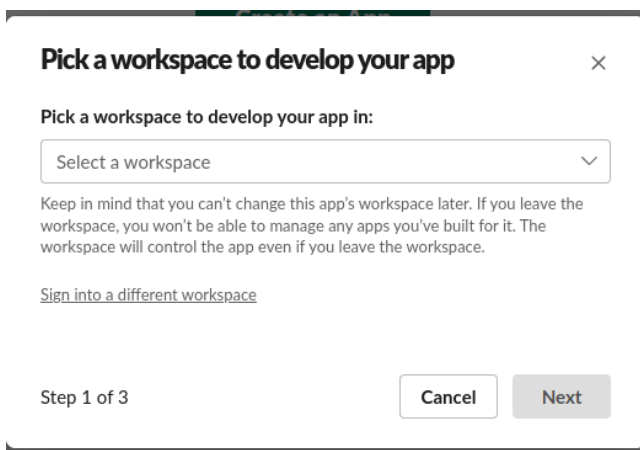 Create an App
Pick a workspace to develop your app
Pick a workspace to develop your app in:
Select a workspace
Keep in mind that you can't change this app's workspace later. If you leave the
workspace, you won't be able to manage any apps you've built for it. The
workspace will control the app even if you leave the workspace.
Sign into a different workspace
Step 1 of 3
Cancel
Next